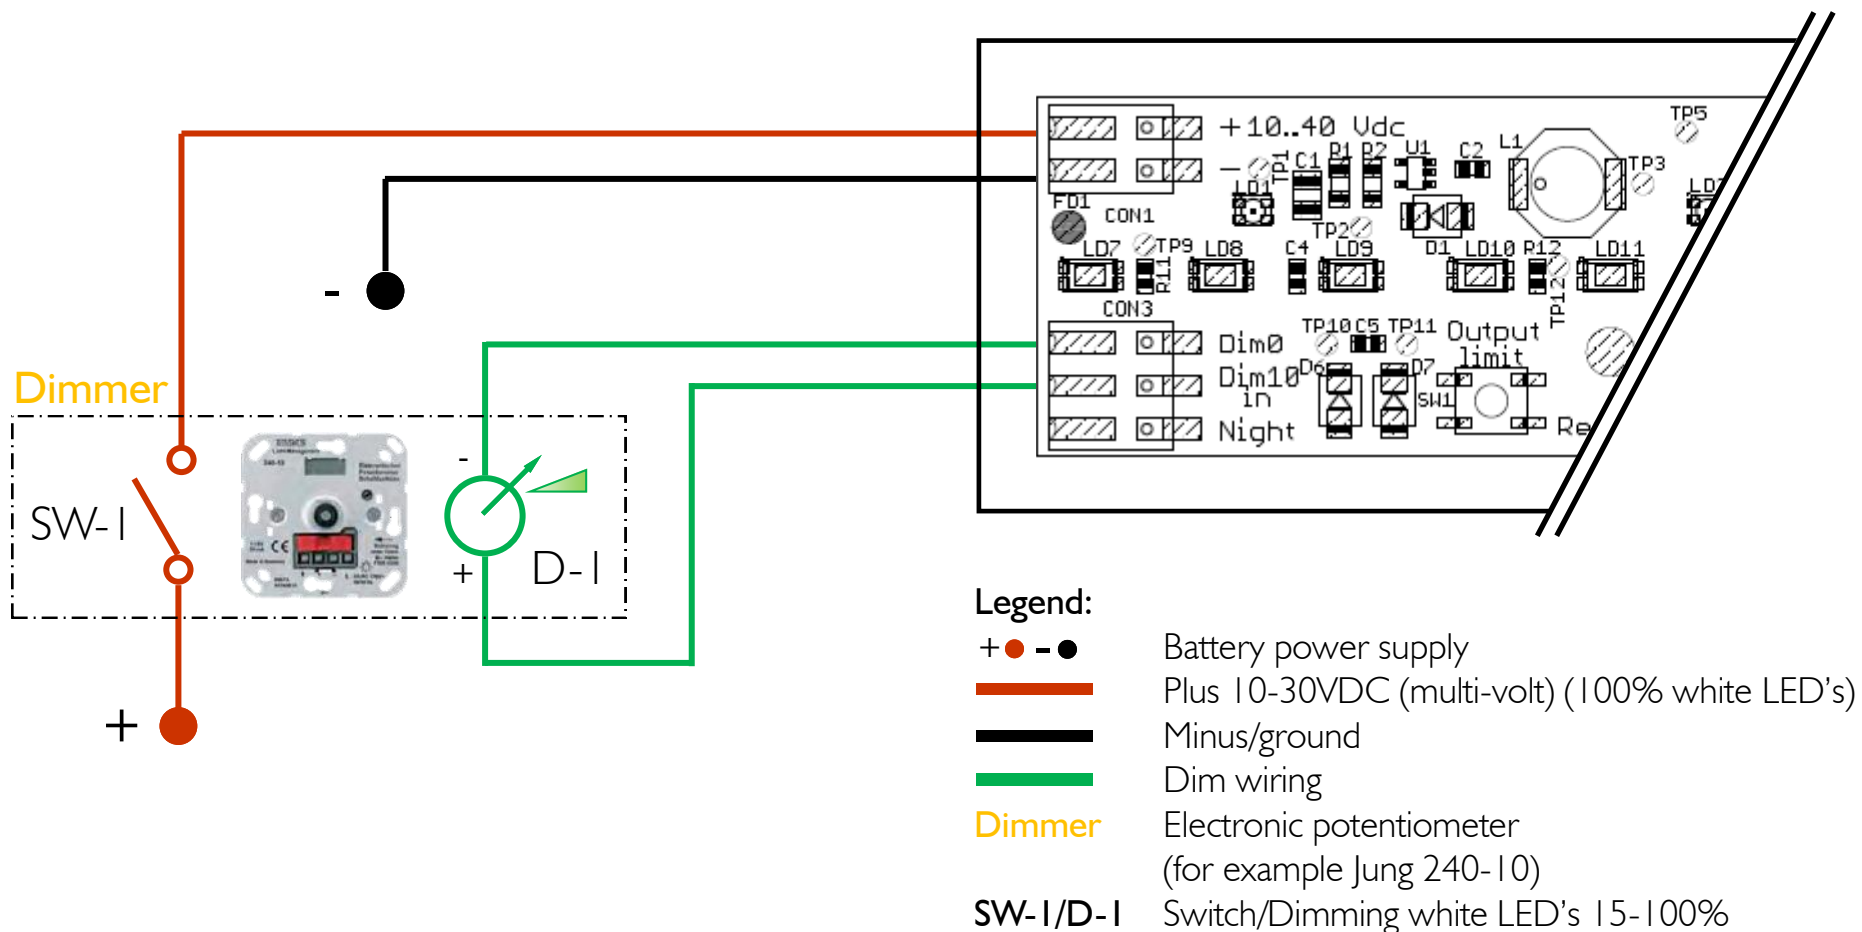 +10..40 Vdc
-
TP5
L1
TP3
TP1
C1
R1
R2
U1
C2
LD1
FD1
CON1
TP2
D1
LD7
TP9
R11
LD8
C4
LD9
LD10
R12
TP12
LD11
CON3
Dim0
Dim10
in
Night
TP10
C5
TP11
D6
D7
Output
limit
SW1
Re
-
Dimmer
SW-1
240-10
CE
-
+
D-1
+
Legend:
+ - Battery power supply
Plus 10-30VDC (multi-volt) (100% white LED’s)
Minus/ground
Dim wiring
Dimmer Electronic potentiometer
(for example Jung 240-10)
SW-1/D-1 Switch/Dimming white LED’s 15-100%